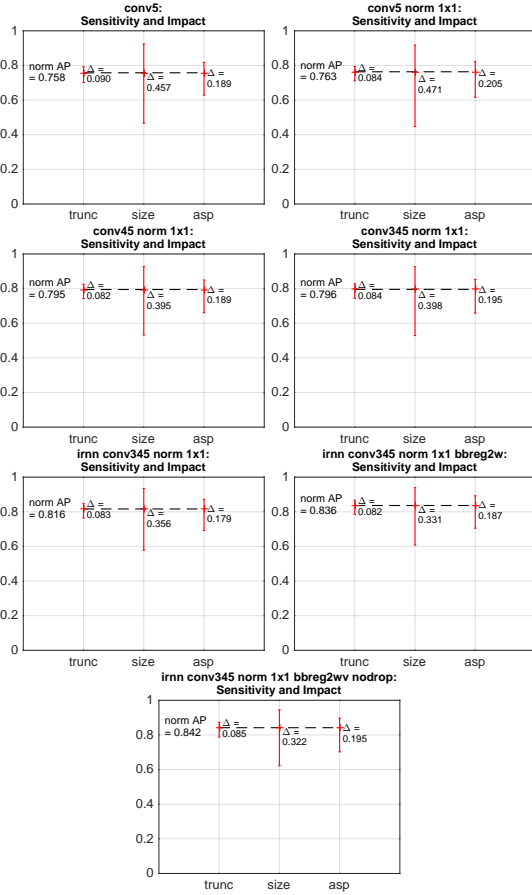 conv5:
Sensitivity and Impact
1
0.8
0.6
0.4
0.2
0
norm AP
= 0.758
Δ =
0.090
Δ =
0.457
Δ =
0.189
trunc size asp
conv5 norm 1x1:
Sensitivity and Impact
1
0.8
0.6
0.4
0.2
0
norm AP
= 0.763
Δ =
0.084
Δ =
0.471
Δ =
0.205
trunc size asp
conv45 norm 1x1:
Sensitivity and Impact
1
0.8
0.6
0.4
0.2
0
norm AP
= 0.795
Δ =
0.082
Δ =
0.395
Δ =
0.189
trunc size asp
conv345 norm 1x1:
Sensitivity and Impact
1
0.8
0.6
0.4
0.2
0
norm AP
= 0.796
Δ =
0.084
Δ =
0.398
Δ =
0.195
trunc size asp
irnn conv345 norm 1x1:
Sensitivity and Impact
1
0.8
0.6
0.4
0.2
0
norm AP
= 0.816
Δ =
0.083
Δ =
0.356
Δ =
0.179
trunc size asp
irnn conv345 norm 1x1 bbreg2w:
Sensitivity and Impact
1
0.8
0.6
0.4
0.2
0
norm AP
= 0.836
Δ =
0.082
Δ =
0.331
Δ =
0.187
trunc size asp
irnn conv345 norm 1x1 bbreg2wv nodrop:
Sensitivity and Impact
1
0.8
0.6
0.4
0.2
0
norm AP
= 0.842
Δ =
0.085
Δ =
0.322
Δ =
0.195
trunc size asp